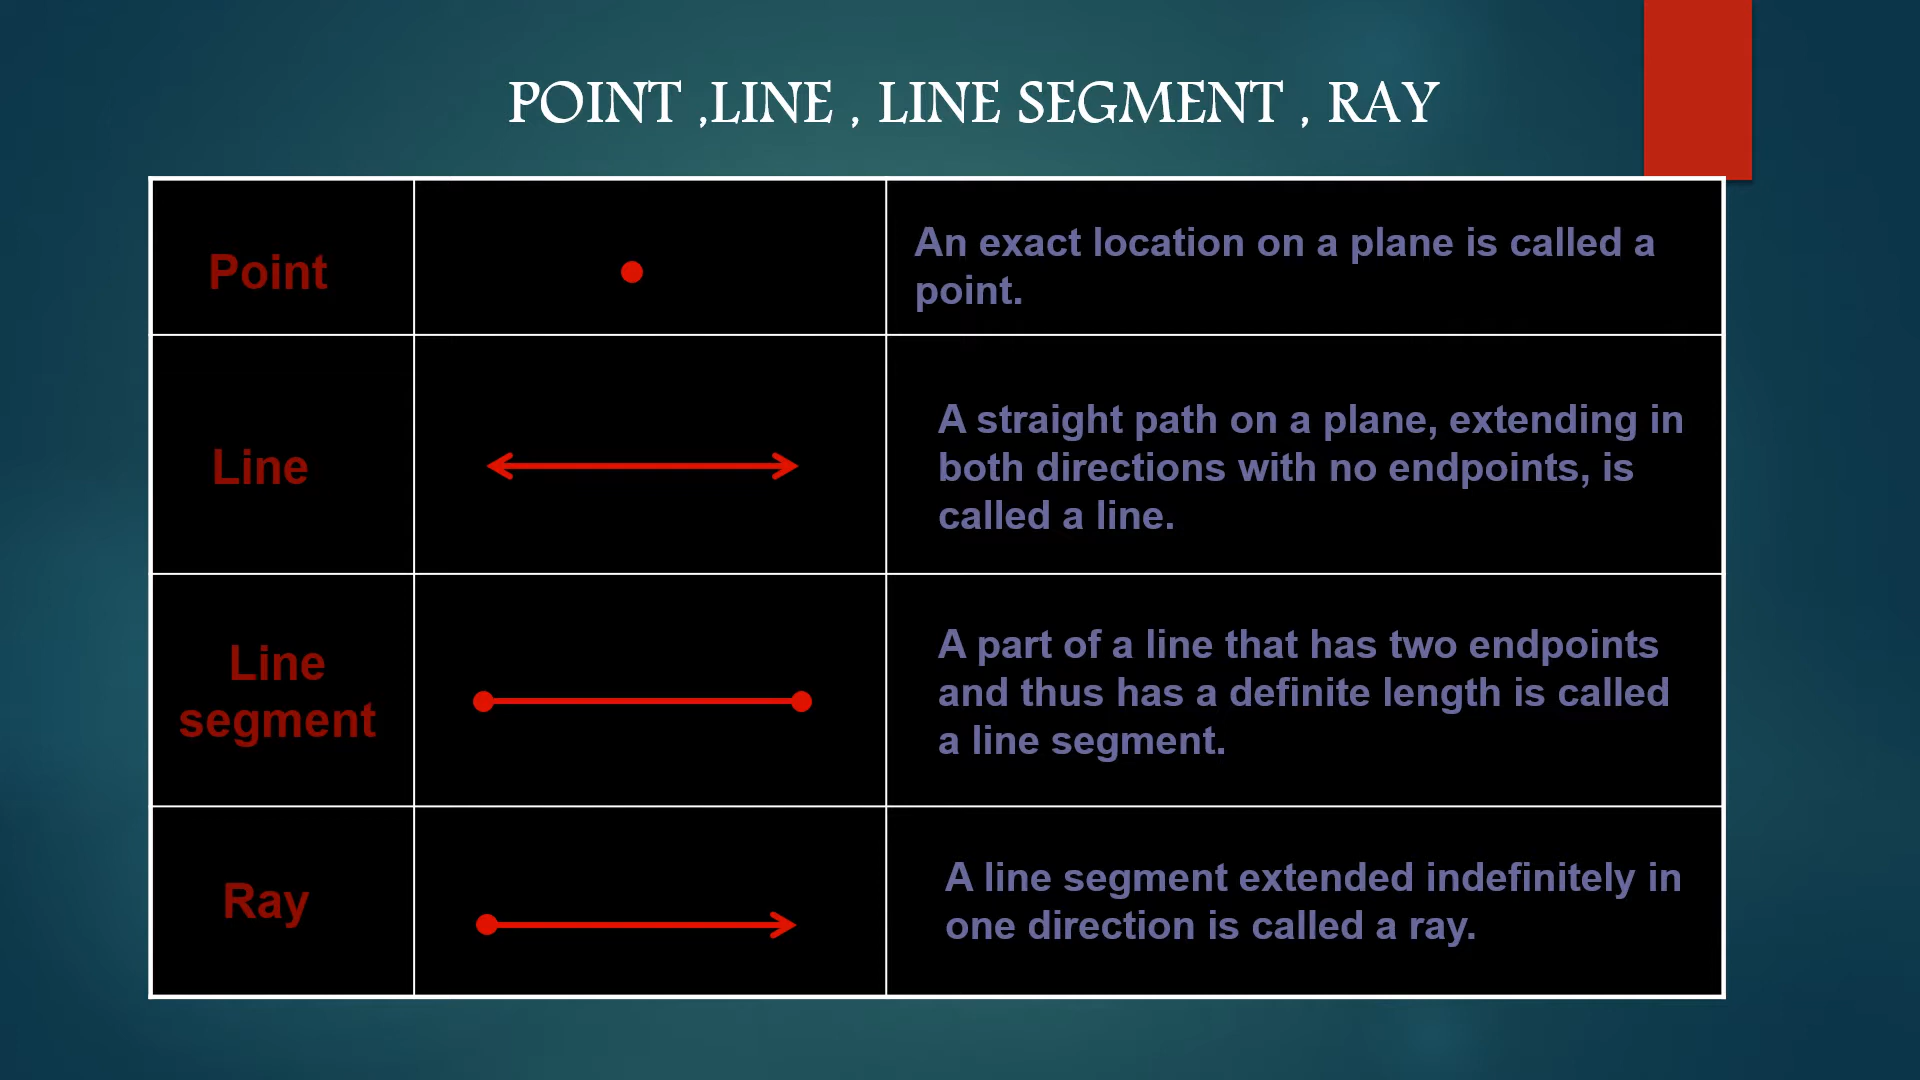 POINT ,LINE , LINE SEGMENT , RAY
Point
An exact location on a plane is called a
point.
Line
A straight path on a plane, extending in
both directions with no endpoints, is
called a line.
Line
segment
A part of a line that has two endpoints
and thus has a definite length is called
a line segment.
Ray
A line segment extended indefinitely in
one direction is called a ray.